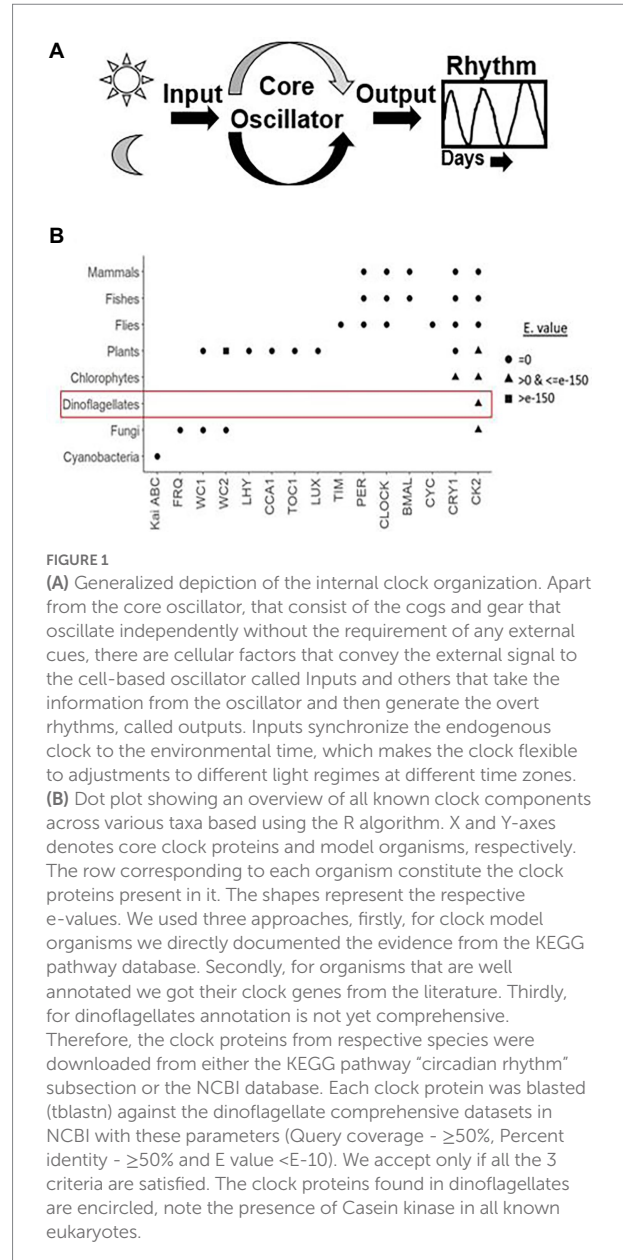 A
Input
Core
Oscillator
Output
Rhythm
Days
B
Mammals
Fishes
Flies
Plants
Chlorophytes
Dinoflagellates
Fungi
Cyanobacteria
Kai ABC
FRQ
WC1
WC2
LHY
CCA1
TOC1
LUX
TIM
PER
CLOCK
BMAL
CYC
CRY1
CK2
E. value
=0
>0 & <=e-150
>e-150
FIGURE 1
(A) Generalized depiction of the internal clock organization. Apart
from the core oscillator, that consist of the cogs and gear that
oscillate independently without the requirement of any external
cues, there are cellular factors that convey the external signal to
the cell-based oscillator called Inputs and others that take the
information from the oscillator and then generate the overt
rhythms, called outputs. Inputs synchronize the endogenous
clock to the environmental time, which makes the clock flexible
to adjustments to different light regimes at different time zones.
(B) Dot plot showing an overview of all known clock components
across various taxa based using the R algorithm. X and Y-axes
denotes core clock proteins and model organisms, respectively.
The row corresponding to each organism constitute the clock
proteins present in it. The shapes represent the respective
e-values. We used three approaches, firstly, for clock model
organisms we directly documented the evidence from the KEGG
pathway database. Secondly, for organisms that are well
annotated we got their clock genes from the literature. Thirdly,
for dinoflagellates annotation is not yet comprehensive.
Therefore, the clock proteins from respective species were
downloaded from either the KEGG pathway “circadian rhythm”
subsection or the NCBI database. Each clock protein was blasted
(tblastn) against the dinoflagellate comprehensive datasets in
NCBI with these parameters (Query coverage - ≥50%, Percent
identity - ≥50% and E value <E-10). We accept only if all the 3
criteria are satisfied. The clock proteins found in dinoflagellates
are encircled, note the presence of Casein kinase in all known
eukaryotes.